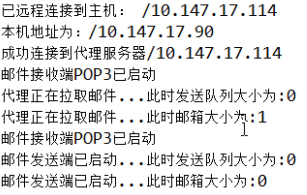 已远程连接到主机: /10.147.17.114
本机地址为:/10.147.17.90
成功连接到代理服务器/10.147.17.114
邮件接收端POP3已启动
代理正在拉取邮件...此时发送队列大小为:0
代理正在拉取邮件...此时邮箱大小为:1
邮件接收端POP3已启动
邮件发送端已启动...此时发送队列大小为:0
邮件发送端已启动...此时邮箱大小为:0